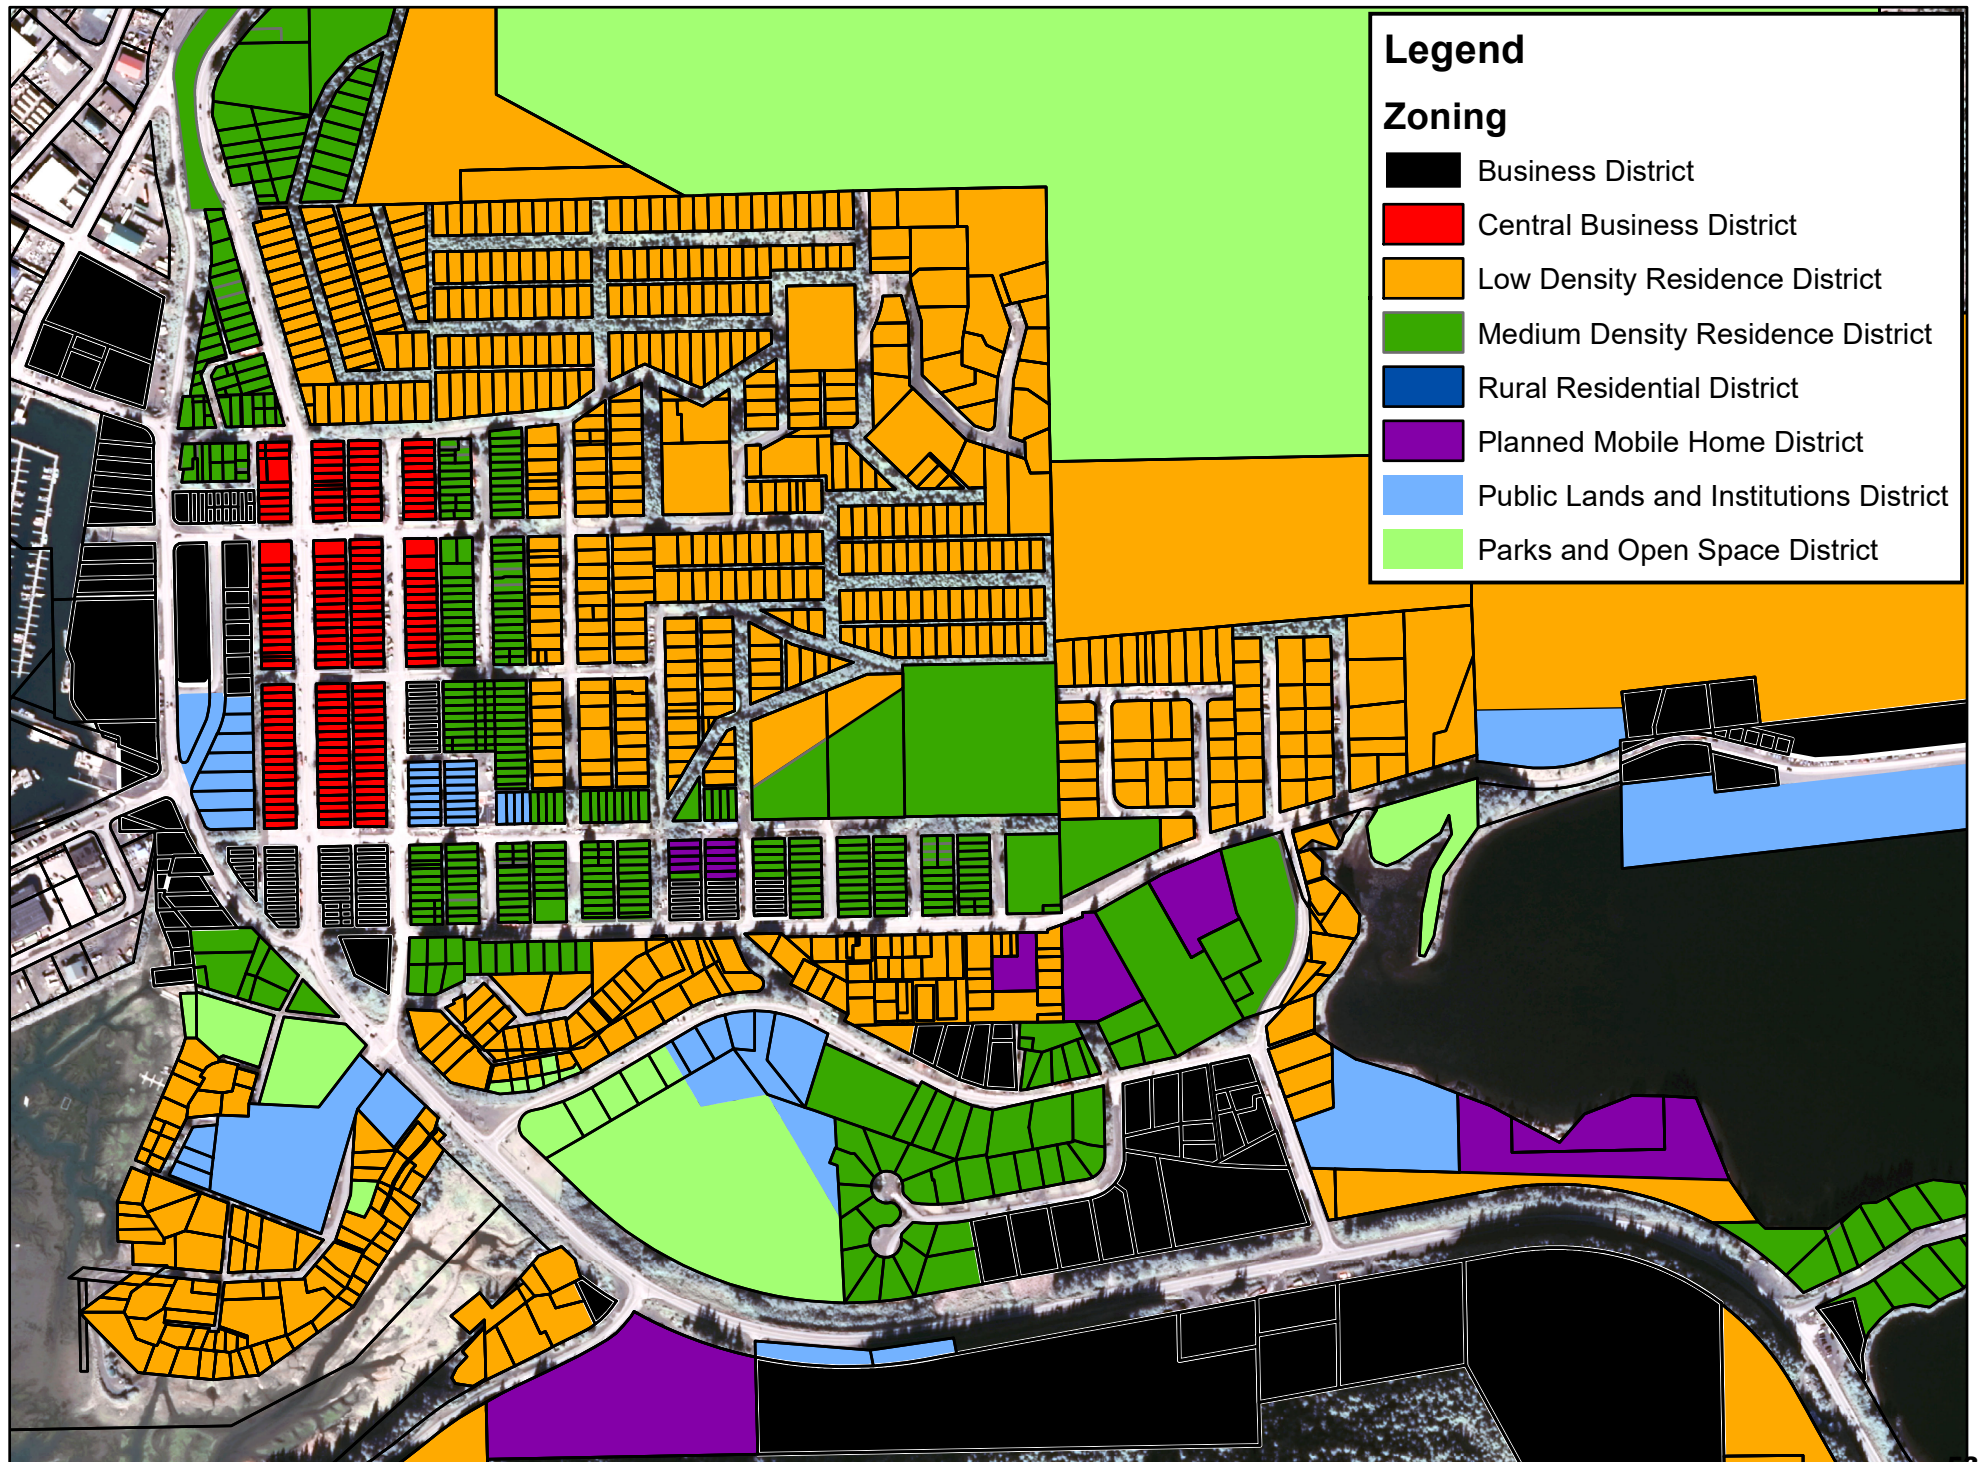 Legend
Zoning
Business District
Central Business District
Low Density Residence District
Medium Density Residence District
Rural Residential District
Planned Mobile Home District
Public Lands and Institutions District
Parks and Open Space District